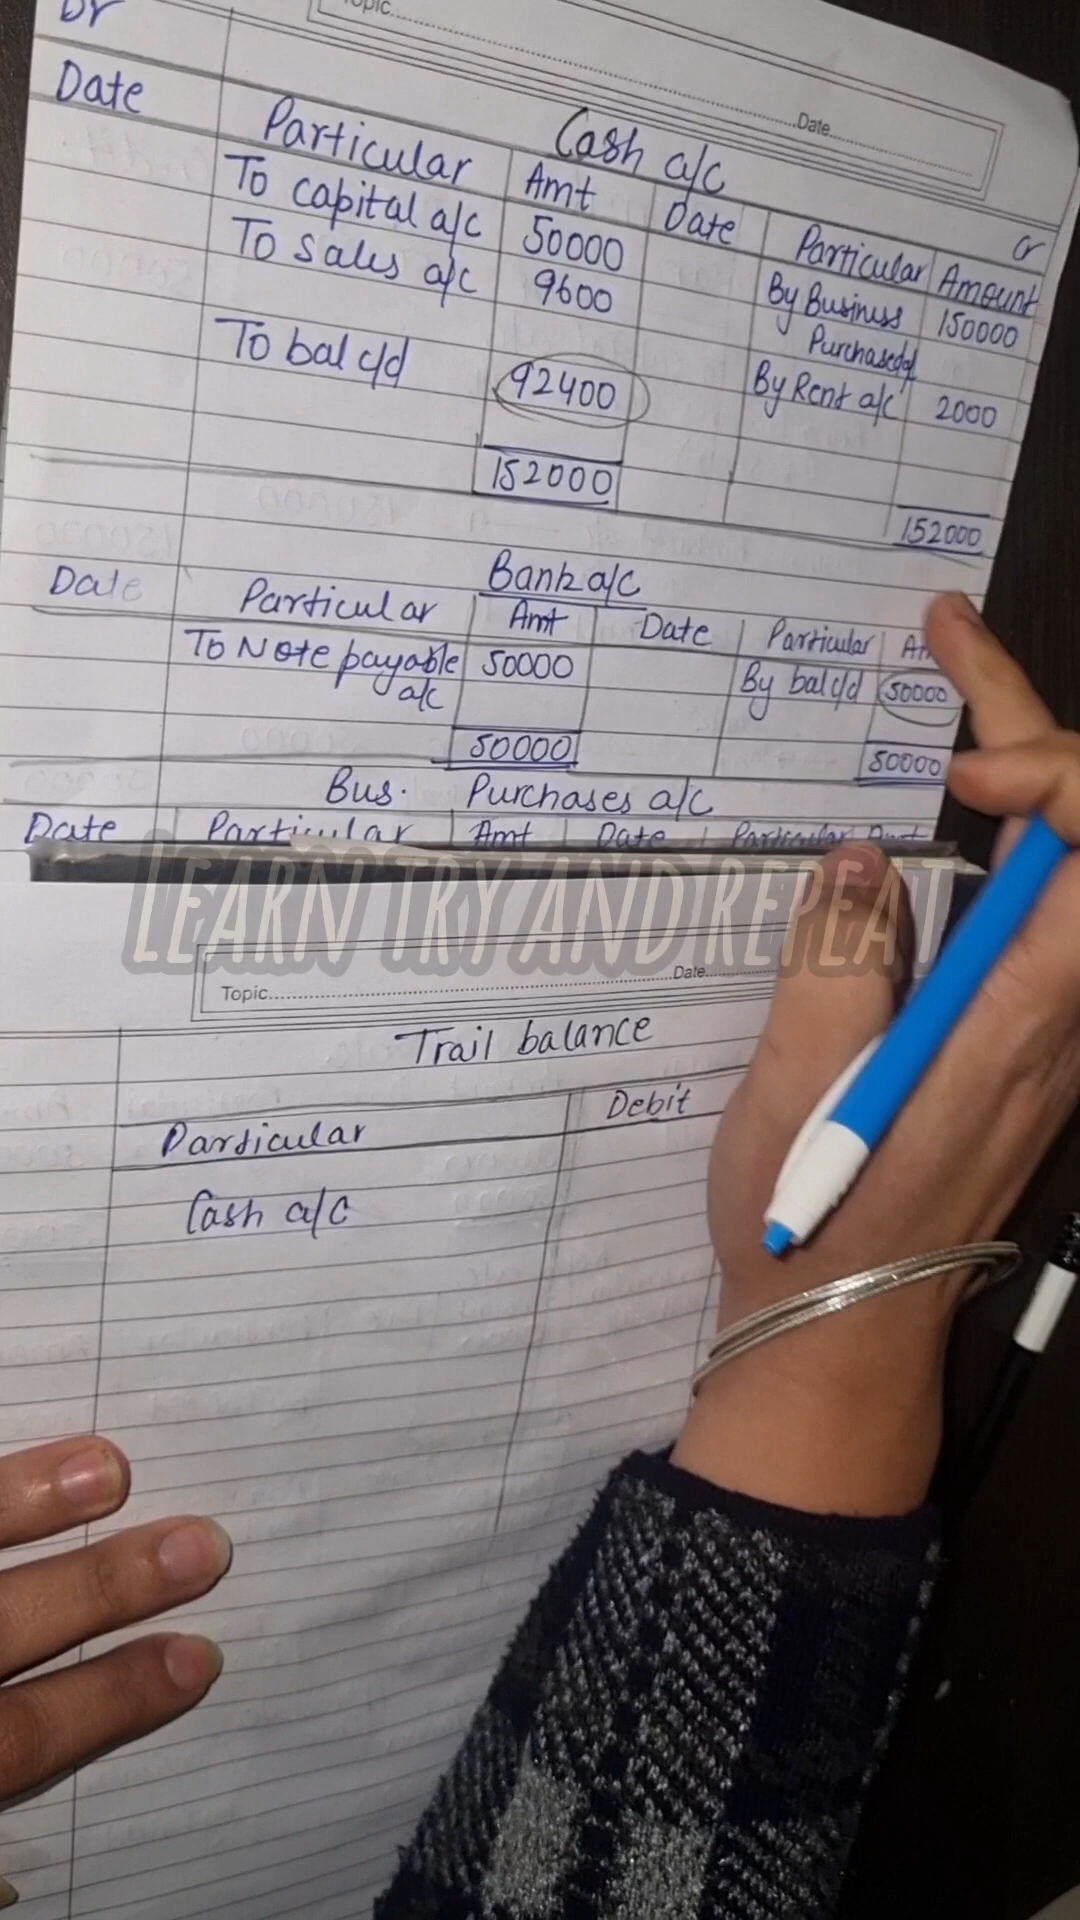 Dr
Topic Date
Cash a/c
cr
Date Particular Amt Date Particular Amount
To capital a/c 50000 By Business 150000
Purchased a/c
To Sales a/c 9600 By Rent a/c 2000
To bal c/d 92400
152000 152000
Bank a/c
Date Particular Amt Date Particular
To Note payable 50000 By bal c/d 50000
a/c
50000 50000
Bus. Purchases a/c
Date Particular Amt Date Particular Amt
LEARN TRY AND REPEAT
Topic Date
Trail balance
Particular Debit
Cash a/c